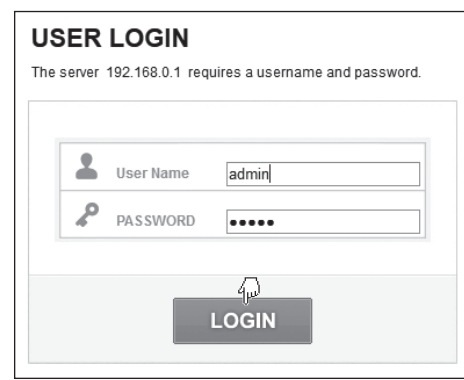 USER LOGIN
The server 192.168.0.1 requires a username and password.
User Name admin
PASSWORD •••••
LOGIN